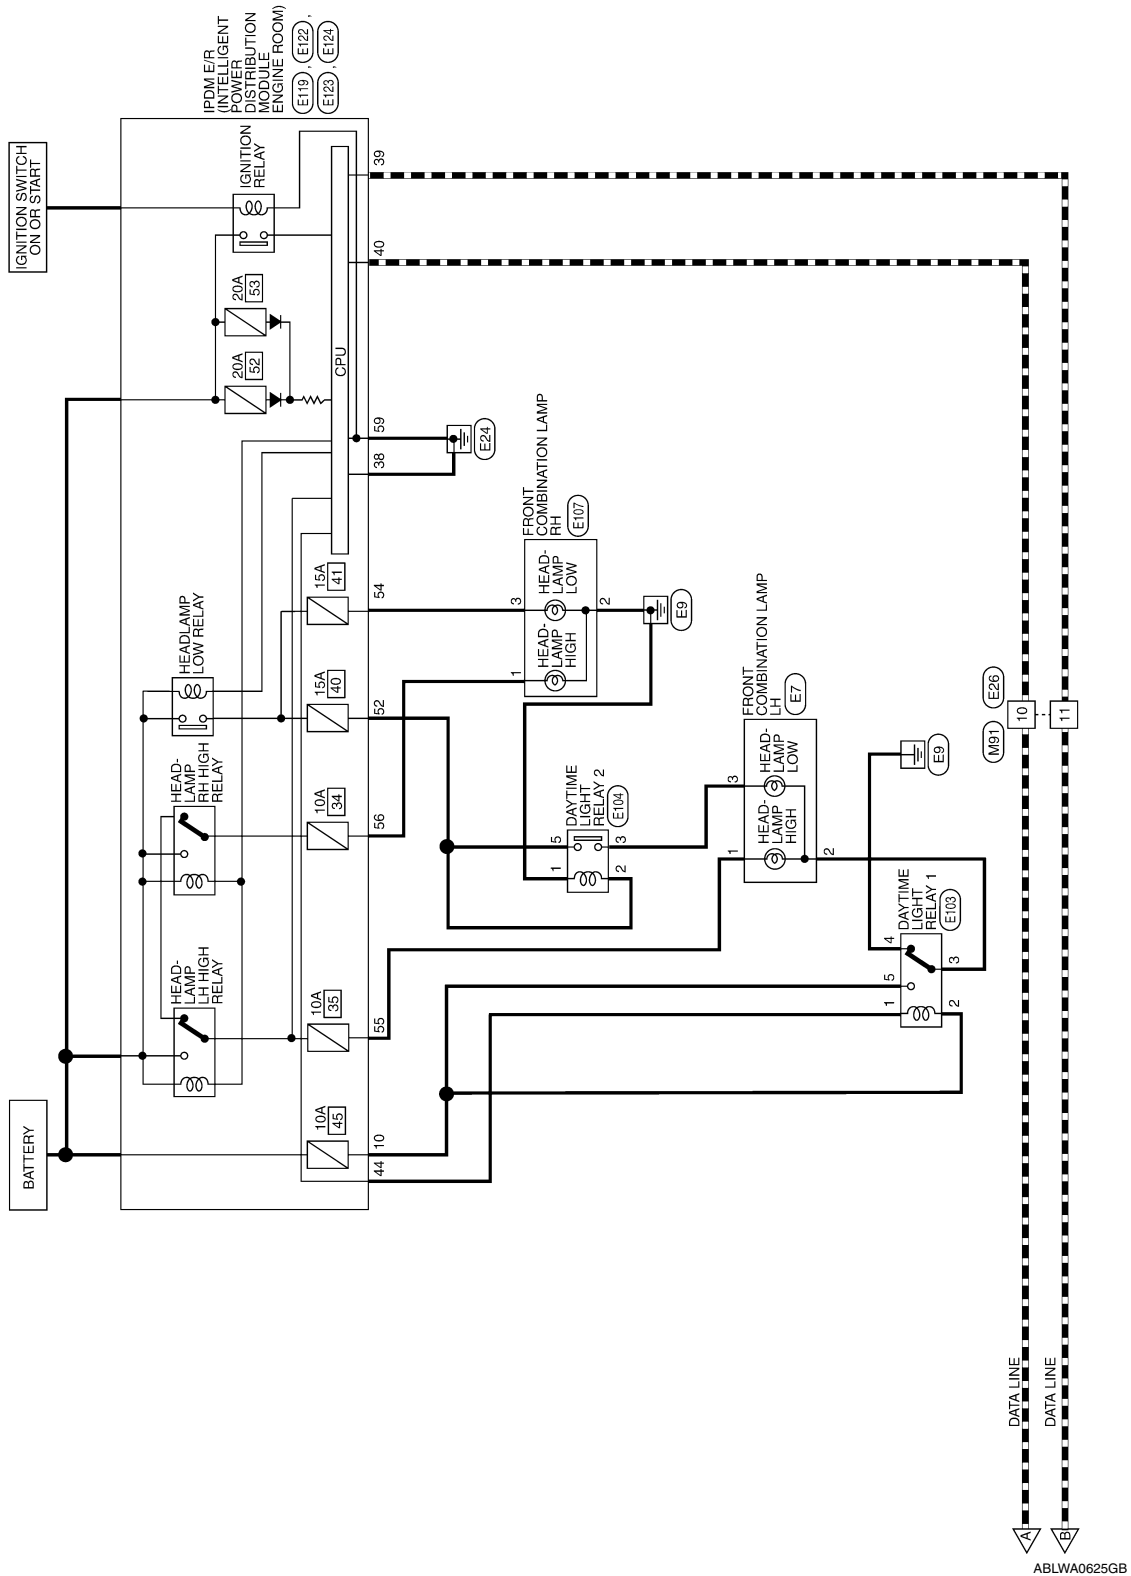 BATTERY
IGNITION SWITCH
ON OR START
IPDM E/R
(INTELLIGENT
POWER
DISTRIBUTION
MODULE
ENGINE ROOM)
E119 , E122 ,
E123 , E124
HEAD-
LAMP
LH HIGH
RELAY
HEAD-
LAMP
RH HIGH
RELAY
HEADLAMP
LOW RELAY
IGNITION
RELAY
20A
52
20A
53
10A
45
10A
35
10A
34
15A
40
15A
41
CPU
44
10
55
56
52
54
38
59
40
39
E24
FRONT
COMBINATION LAMP
RH
E107
1
3
HEAD-
LAMP
HIGH
HEAD-
LAMP
LOW
2
E9
DAYTIME
LIGHT
RELAY 2
E104
1
5
2
3
FRONT
COMBINATION LAMP
LH
E7
1
3
HEAD-
LAMP
HIGH
HEAD-
LAMP
LOW
2
E9
DAYTIME
LIGHT
RELAY 1
E103
1
5
4
2
3
M91
E26
10
11
DATA LINE
DATA LINE
A
B
ABLWA0625GB